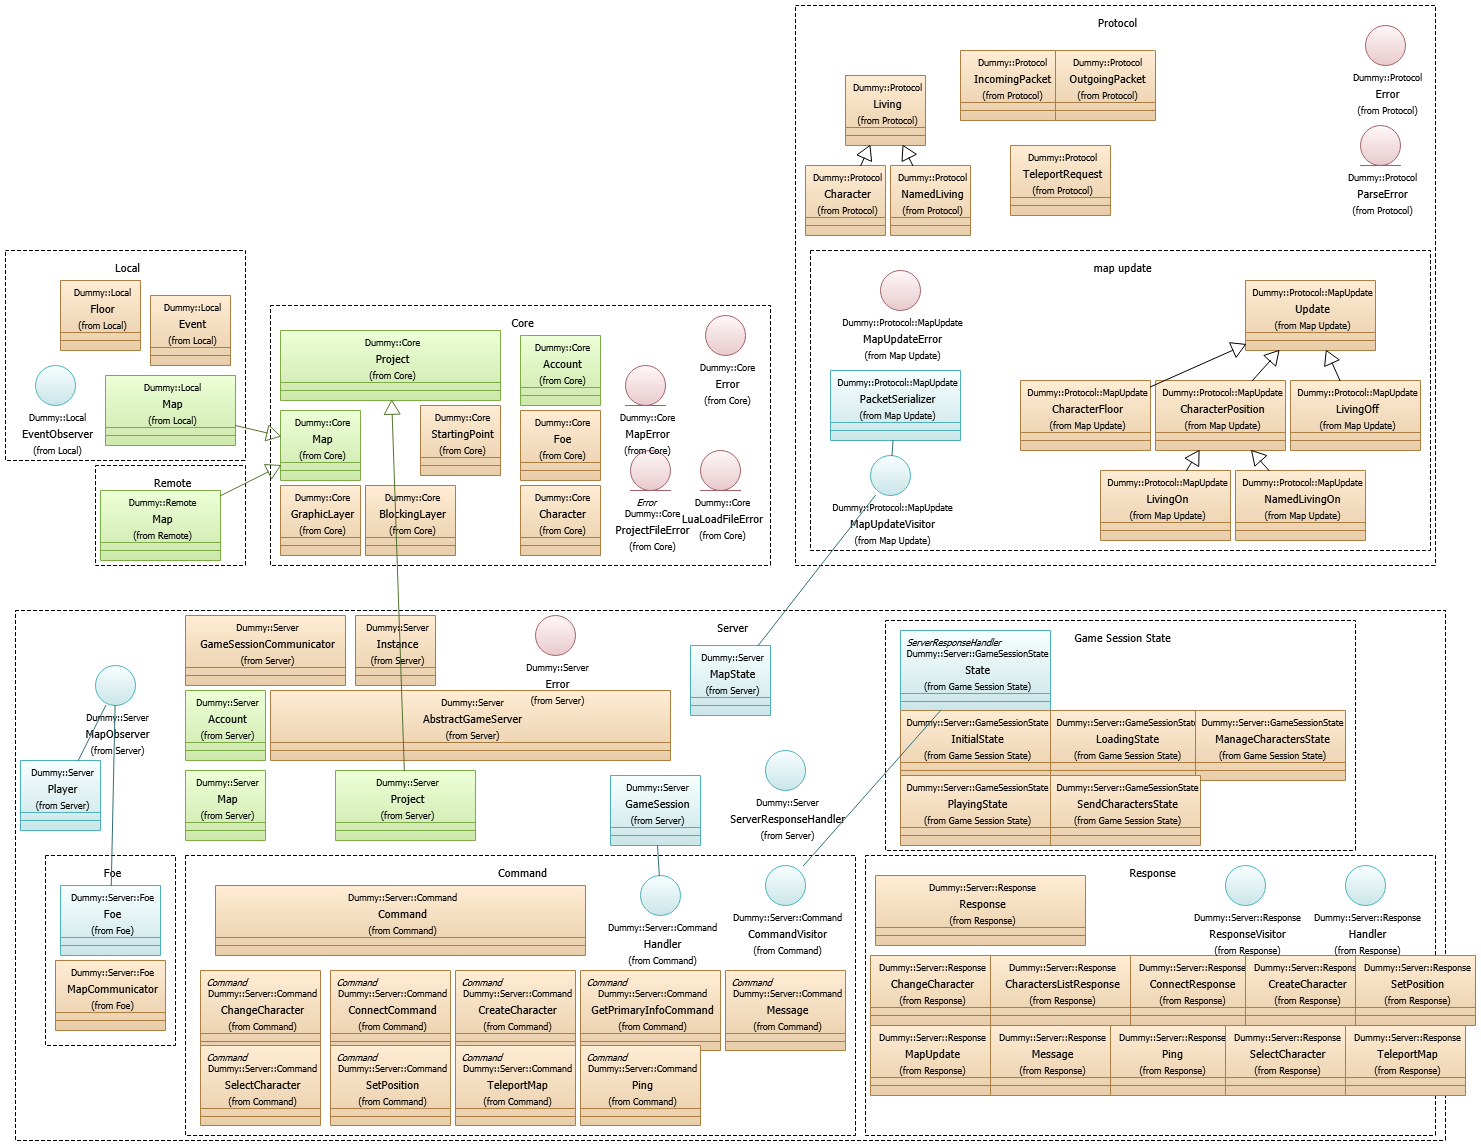 Protocol
Dummy::Protocol
Living
(from Protocol)
Dummy::Protocol
IncomingPacket
(from Protocol)
Dummy::Protocol
OutgoingPacket
(from Protocol)
Dummy::Protocol
Error
(from Protocol)
Dummy::Protocol
Character
(from Protocol)
Dummy::Protocol
NamedLiving
(from Protocol)
Dummy::Protocol
TeleportRequest
(from Protocol)
Dummy::Protocol
ParseError
(from Protocol)
map update
Dummy::Protocol::MapUpdate
MapUpdateError
(from Map Update)
Dummy::Protocol::MapUpdate
Update
(from Map Update)
Dummy::Protocol::MapUpdate
PacketSerializer
(from Map Update)
Dummy::Protocol::MapUpdate
CharacterFloor
(from Map Update)
Dummy::Protocol::MapUpdate
CharacterPosition
(from Map Update)
Dummy::Protocol::MapUpdate
LivingOff
(from Map Update)
Dummy::Protocol::MapUpdate
MapUpdateVisitor
(from Map Update)
Dummy::Protocol::MapUpdate
LivingOn
(from Map Update)
Dummy::Protocol::MapUpdate
NamedLivingOn
(from Map Update)
Local
Dummy::Local
Floor
(from Local)
Dummy::Local
Event
(from Local)
Dummy::Local
EventObserver
(from Local)
Dummy::Local
Map
(from Local)
Remote
Dummy::Remote
Map
(from Remote)
Core
Dummy::Core
Project
(from Core)
Dummy::Core
Account
(from Core)
Dummy::Core
Error
(from Core)
Dummy::Core
Map
(from Core)
Dummy::Core
StartingPoint
(from Core)
Dummy::Core
Foe
(from Core)
Dummy::Core
MapError
(from Core)
Dummy::Core
GraphicLayer
(from Core)
Dummy::Core
BlockingLayer
(from Core)
Dummy::Core
Character
(from Core)
Error
Dummy::Core
ProjectFileError
(from Core)
Dummy::Core
LuaLoadFileError
(from Core)
Server
Dummy::Server
GameSessionCommunicator
(from Server)
Dummy::Server
Instance
(from Server)
Dummy::Server
Error
(from Server)
Dummy::Server
MapState
(from Server)
Dummy::Server
MapObserver
(from Server)
Dummy::Server
Account
(from Server)
Dummy::Server
AbstractGameServer
(from Server)
Dummy::Server
Player
(from Server)
Dummy::Server
Map
(from Server)
Dummy::Server
Project
(from Server)
Dummy::Server
GameSession
(from Server)
Dummy::Server
ServerResponseHandler
(from Server)
Game Session State
ServerResponseHandler
Dummy::Server::GameSessionState
State
(from Game Session State)
Dummy::Server::GameSessionState
InitialState
(from Game Session State)
Dummy::Server::GameSessionState
LoadingState
(from Game Session State)
Dummy::Server::GameSessionState
ManageCharactersState
(from Game Session State)
Dummy::Server::GameSessionState
PlayingState
(from Game Session State)
Dummy::Server::GameSessionState
SendCharactersState
(from Game Session State)
Foe
Dummy::Server::Foe
Foe
(from Foe)
Dummy::Server::Foe
MapCommunicator
(from Foe)
Command
Dummy::Server::Command
Command
(from Command)
Dummy::Server::Command
Handler
(from Command)
Dummy::Server::Command
CommandVisitor
(from Command)
Command
Dummy::Server::Command
ChangeCharacter
(from Command)
Command
Dummy::Server::Command
ConnectCommand
(from Command)
Command
Dummy::Server::Command
CreateCharacter
(from Command)
Command
Dummy::Server::Command
GetPrimaryInfoCommand
(from Command)
Command
Dummy::Server::Command
Message
(from Command)
Command
Dummy::Server::Command
SelectCharacter
(from Command)
Command
Dummy::Server::Command
SetPosition
(from Command)
Command
Dummy::Server::Command
TeleportMap
(from Command)
Command
Dummy::Server::Command
Ping
(from Command)
Response
Dummy::Server::Response
Response
(from Response)
Dummy::Server::Response
ResponseVisitor
(from Response)
Dummy::Server::Response
Handler
(from Response)
Dummy::Server::Response
ChangeCharacter
(from Response)
Dummy::Server::Response
CharactersListResponse
(from Response)
Dummy::Server::Response
ConnectResponse
(from Response)
Dummy::Server::Response
CreateCharacter
(from Response)
Dummy::Server::Response
SetPosition
(from Response)
Dummy::Server::Response
MapUpdate
(from Response)
Dummy::Server::Response
Message
(from Response)
Dummy::Server::Response
Ping
(from Response)
Dummy::Server::Response
SelectCharacter
(from Response)
Dummy::Server::Response
TeleportMap
(from Response)